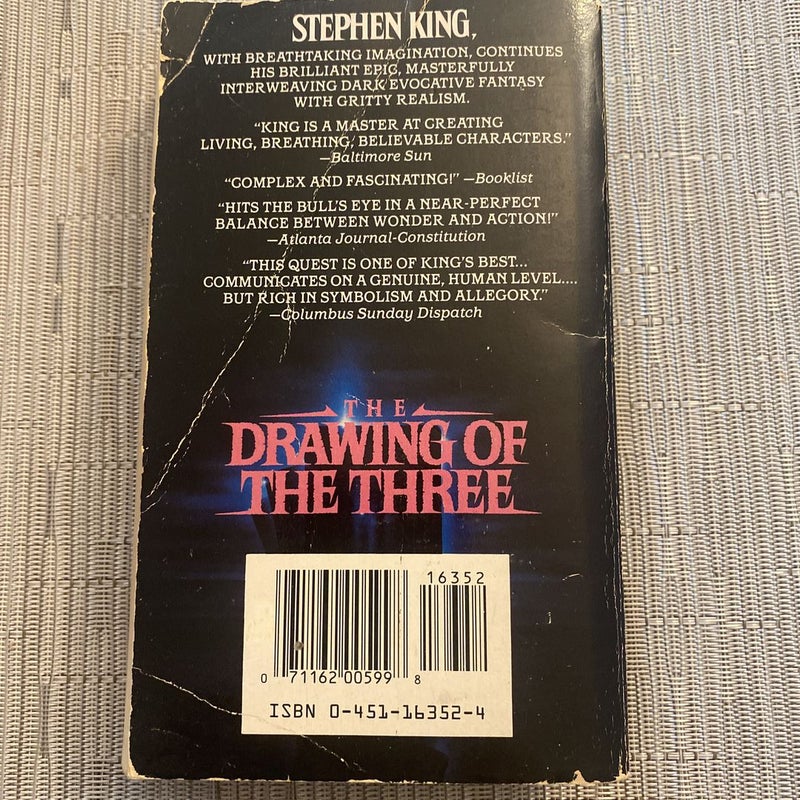 STEPHEN KING,
WITH BREATHTAKING IMAGINATION, CONTINUES
HIS BRILLIANT EPIC, MASTERFULLY
INTERWEAVING DARK EVOCATIVE FANTASY
WITH GRITTY REALISM.
“KING IS A MASTER AT CREATING
LIVING, BREATHING, BELIEVABLE CHARACTERS.”
—Baltimore Sun
“COMPLEX AND FASCINATING!” —Booklist
“HITS THE BULL'S EYE IN A NEAR-PERFECT
BALANCE BETWEEN WONDER AND ACTION!”
—Atlanta Journal-Constitution
“THIS QUEST IS ONE OF KING'S BEST...
COMMUNICATES ON A GENUINE, HUMAN LEVEL....
BUT RICH IN SYMBOLISM AND ALLEGORY.”
—Columbus Sunday Dispatch
THE
DRAWING OF
THE THREE
16352
0 71162 00599 8
ISBN 0-451-16352-4